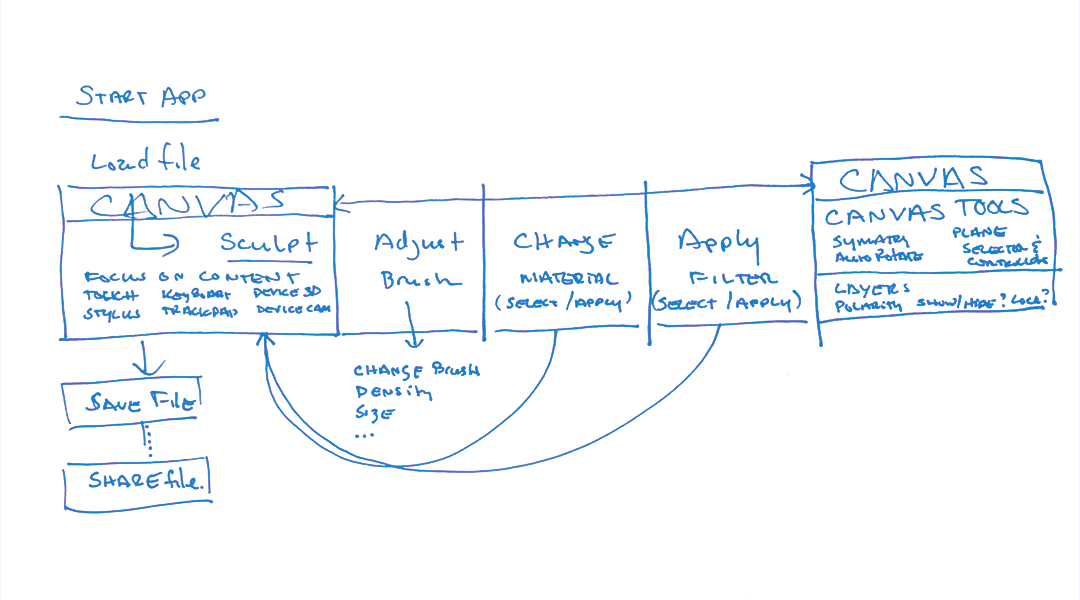 START APP
Load file
CANVAS
Sculpt
FOCUS ON CONTENT
TOUCH KEYBOART DEVICE 3D
STYLUS TRACKPAD DEVICE CAM
SAVE FILE
SHARE file.
Adjust
Brush
CHANGE Brush
DENSITY
SIZE
...
CHANGE
MATERIAL
(SELECT / APPLY)
Apply
FILTER
(SELECT / APPLY)
CANVAS
CANVAS TOOLS
SYMATRY
AUTO ROTATE
PLANE
SELECTOR &
CONTROLLERS
LAYERS
POLARITY SHOW/HIDE? LOCK?